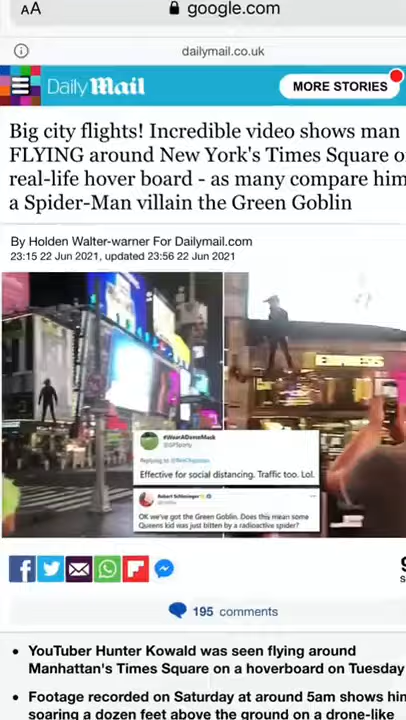 AA google.com
dailymail.co.uk
Daily Mail
MORE STORIES
Big city flights! Incredible video shows man
FLYING around New York's Times Square o
real-life hover board - as many compare him
a Spider-Man villain the Green Goblin
By Holden Walter-warner For Dailymail.com
23:15 22 Jun 2021, updated 23:56 22 Jun 2021
Replying to
Effective for social distancing. Traffic too. Lol.
Robert Schlesinger
OK we've got the Green Goblin. Does this mean some
Queens kid was just bitten by a radioactive spider?
195 comments
• YouTuber Hunter Kowald was seen flying around
Manhattan's Times Square on a hoverboard on Tuesday
• Footage recorded on Saturday at around 5am shows him
soaring a dozen feet above the ground on a drone-like